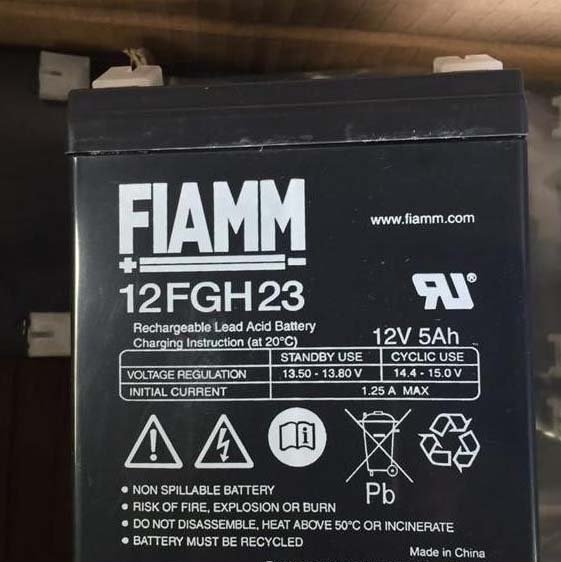 FIAMM
+ -
www.fiamm.com
12FGH23
Rechargeable Lead Acid Battery
Charging Instruction (at 20°C)
12V 5Ah
STANDBY USE CYCLIC USE
VOLTAGE REGULATION 13.50 - 13.80 V 14.4 - 15.0 V
INITIAL CURRENT 1.25 A MAX
Pb
• NON SPILLABLE BATTERY
• RISK OF FIRE, EXPLOSION OR BURN
• DO NOT DISASSEMBLE, HEAT ABOVE 50°C OR INCINERATE
• BATTERY MUST BE RECYCLED
Made in China